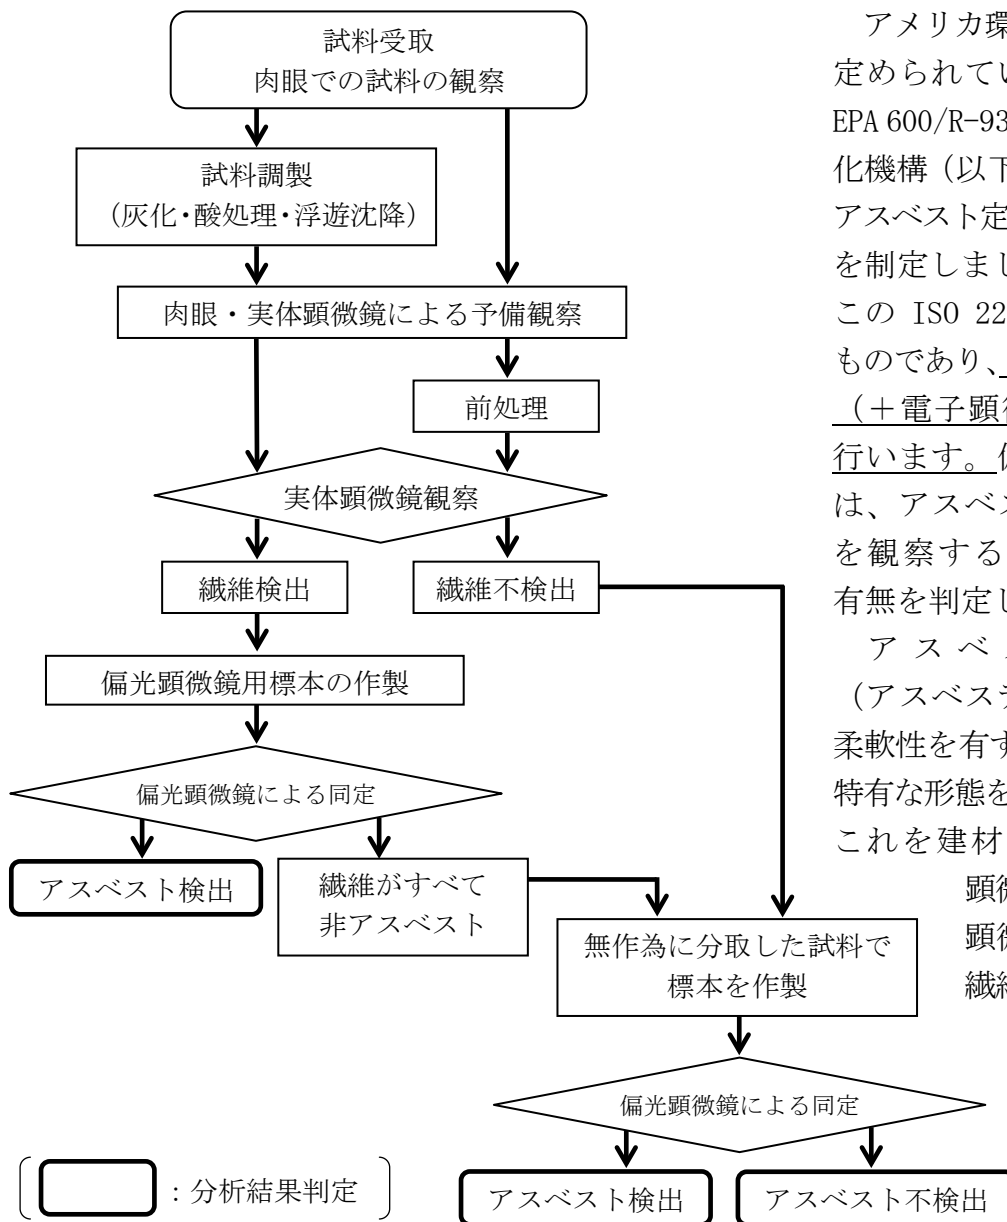 試料受取
肉眼での試料の観察
試料調製
（灰化・酸処理・浮遊沈降）
肉眼・実体顕微鏡による予備観察
前処理
実体顕微鏡観察
繊維検出
繊維不検出
偏光顕微鏡用標本の作製
偏光顕微鏡による同定
アスベスト検出
繊維がすべて
非アスベスト
無作為に分取した試料で
標本を作製
偏光顕微鏡による同定
アスベスト検出
アスベスト不検出
：分析結果判定
アメリカ環
定められてい
EPA 600/R-93
化機構（以下
アスベスト定
を制定しまし
この ISO 22
ものであり、
（＋電子顕微
行います。偏
は、アスベス
を観察する
有無を判定し
アスベス
（アスベステ
柔軟性を有す
特有な形態を
これを建材
顕微
顕微
繊維